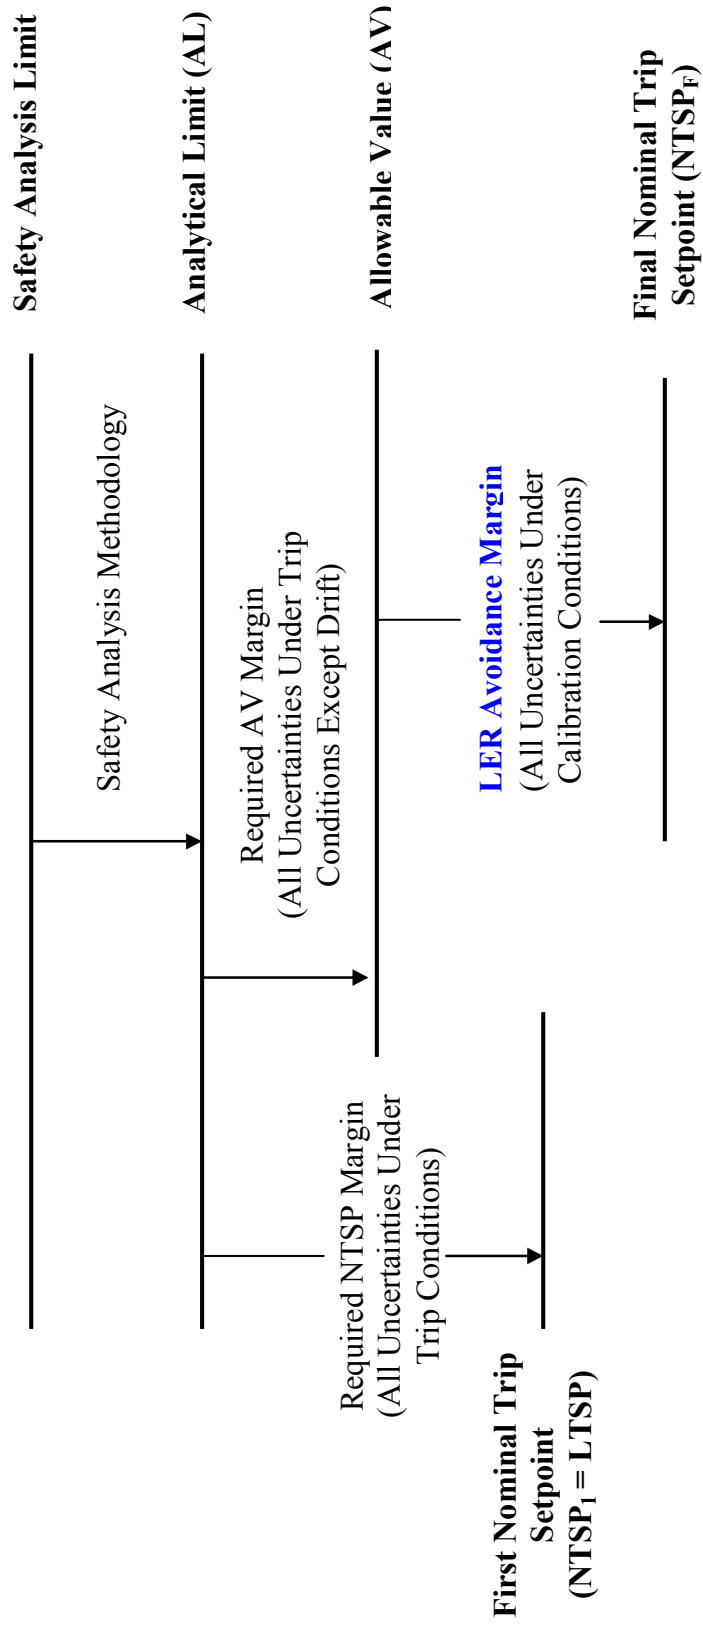 Safety Analysis Limit
Safety Analysis Methodology
Analytical Limit (AL)
Required AV Margin
(All Uncertainties Under Trip
Conditions Except Drift)
Allowable Value (AV)
Required NTSP Margin
(All Uncertainties Under
Trip Conditions)
LER Avoidance Margin
(All Uncertainties Under
Calibration Conditions)
First Nominal Trip
Setpoint
(NTSP₁ = LTSP)
Final Nominal Trip
Setpoint (NTSP_F)